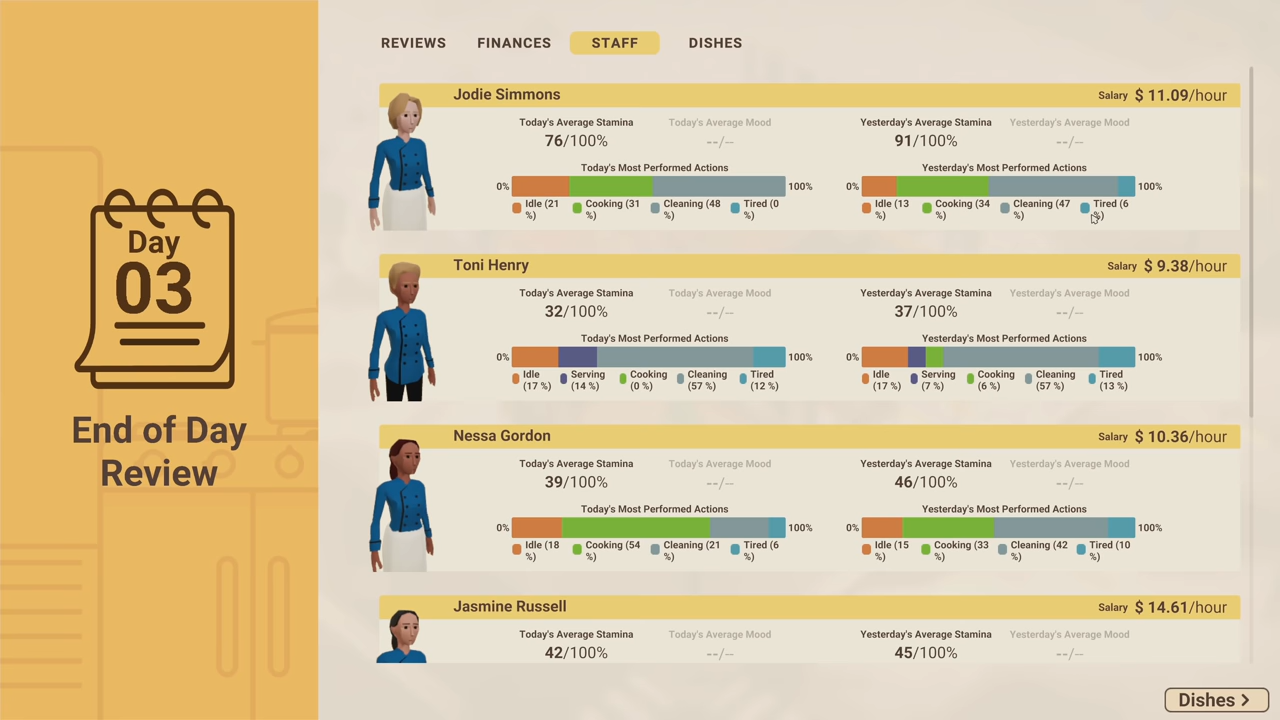 REVIEWS FINANCES STAFF DISHES
Day
03
End of Day
Review
Jodie Simmons Salary $ 11.09/hour
Today's Average Stamina Today's Average Mood Yesterday's Average Stamina Yesterday's Average Mood
76/100% --/-- 91/100% --/--
Today's Most Performed Actions Yesterday's Most Performed Actions
0% 100% 0% 100%
Idle (21 %) Cooking (31 %) Cleaning (48 %) Tired (0 %) Idle (13 %) Cooking (34 %) Cleaning (47 %) Tired (6 %)
Toni Henry Salary $ 9.38/hour
Today's Average Stamina Today's Average Mood Yesterday's Average Stamina Yesterday's Average Mood
32/100% --/-- 37/100% --/--
Today's Most Performed Actions Yesterday's Most Performed Actions
0% 100% 0% 100%
Idle (17 %) Serving (14 %) Cooking (0 %) Cleaning (57 %) Tired (12 %) Idle (17 %) Serving (7 %) Cooking (6 %) Cleaning (57 %) Tired (13 %)
Nessa Gordon Salary $ 10.36/hour
Today's Average Stamina Today's Average Mood Yesterday's Average Stamina Yesterday's Average Mood
39/100% --/-- 46/100% --/--
Today's Most Performed Actions Yesterday's Most Performed Actions
0% 100% 0% 100%
Idle (18 %) Cooking (54 %) Cleaning (21 %) Tired (6 %) Idle (15 %) Cooking (33 %) Cleaning (42 %) Tired (10 %)
Jasmine Russell Salary $ 14.61/hour
Today's Average Stamina Today's Average Mood Yesterday's Average Stamina Yesterday's Average Mood
42/100% --/-- 45/100% --/--
Dishes >